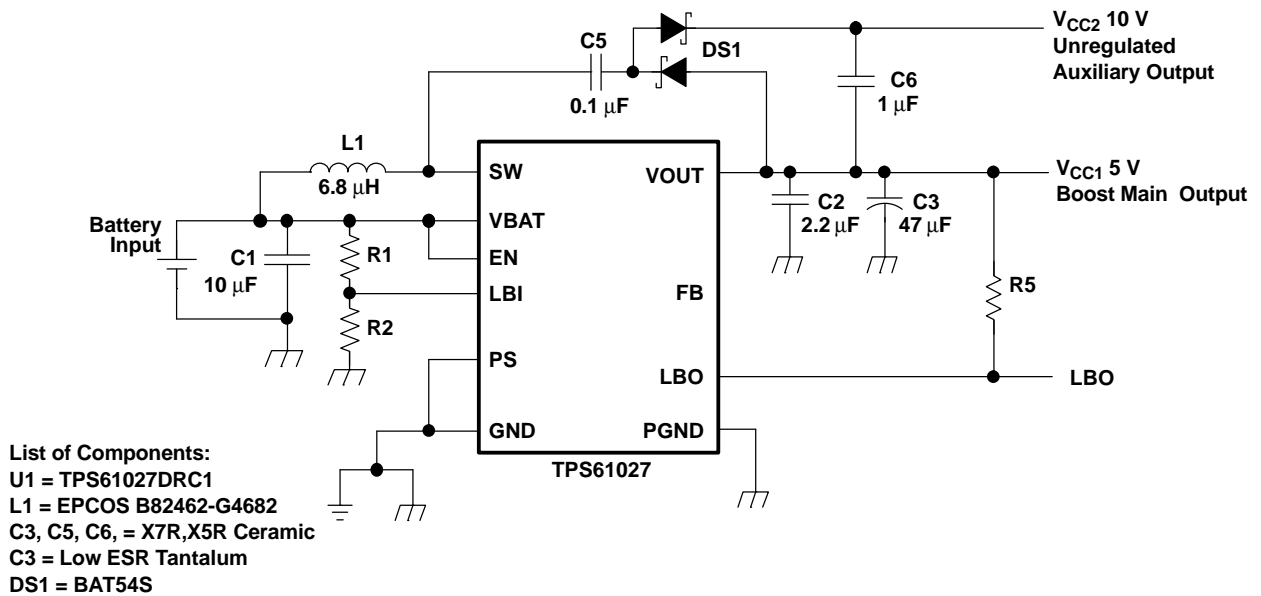 V_CC2 10 V
Unregulated
Auxiliary Output
C5
DS1
0.1 µF
C6
1 µF
L1
6.8 µH
SW
VOUT
V_CC1 5 V
Boost Main Output
C2
2.2 µF
C3
47 µF
Battery
Input
VBAT
C1
10 µF
R1
EN
LBI
FB
R5
R2
PS
LBO
LBO
GND
PGND
TPS61027
List of Components:
U1 = TPS61027DRC1
L1 = EPCOS B82462-G4682
C3, C5, C6, = X7R,X5R Ceramic
C3 = Low ESR Tantalum
DS1 = BAT54S